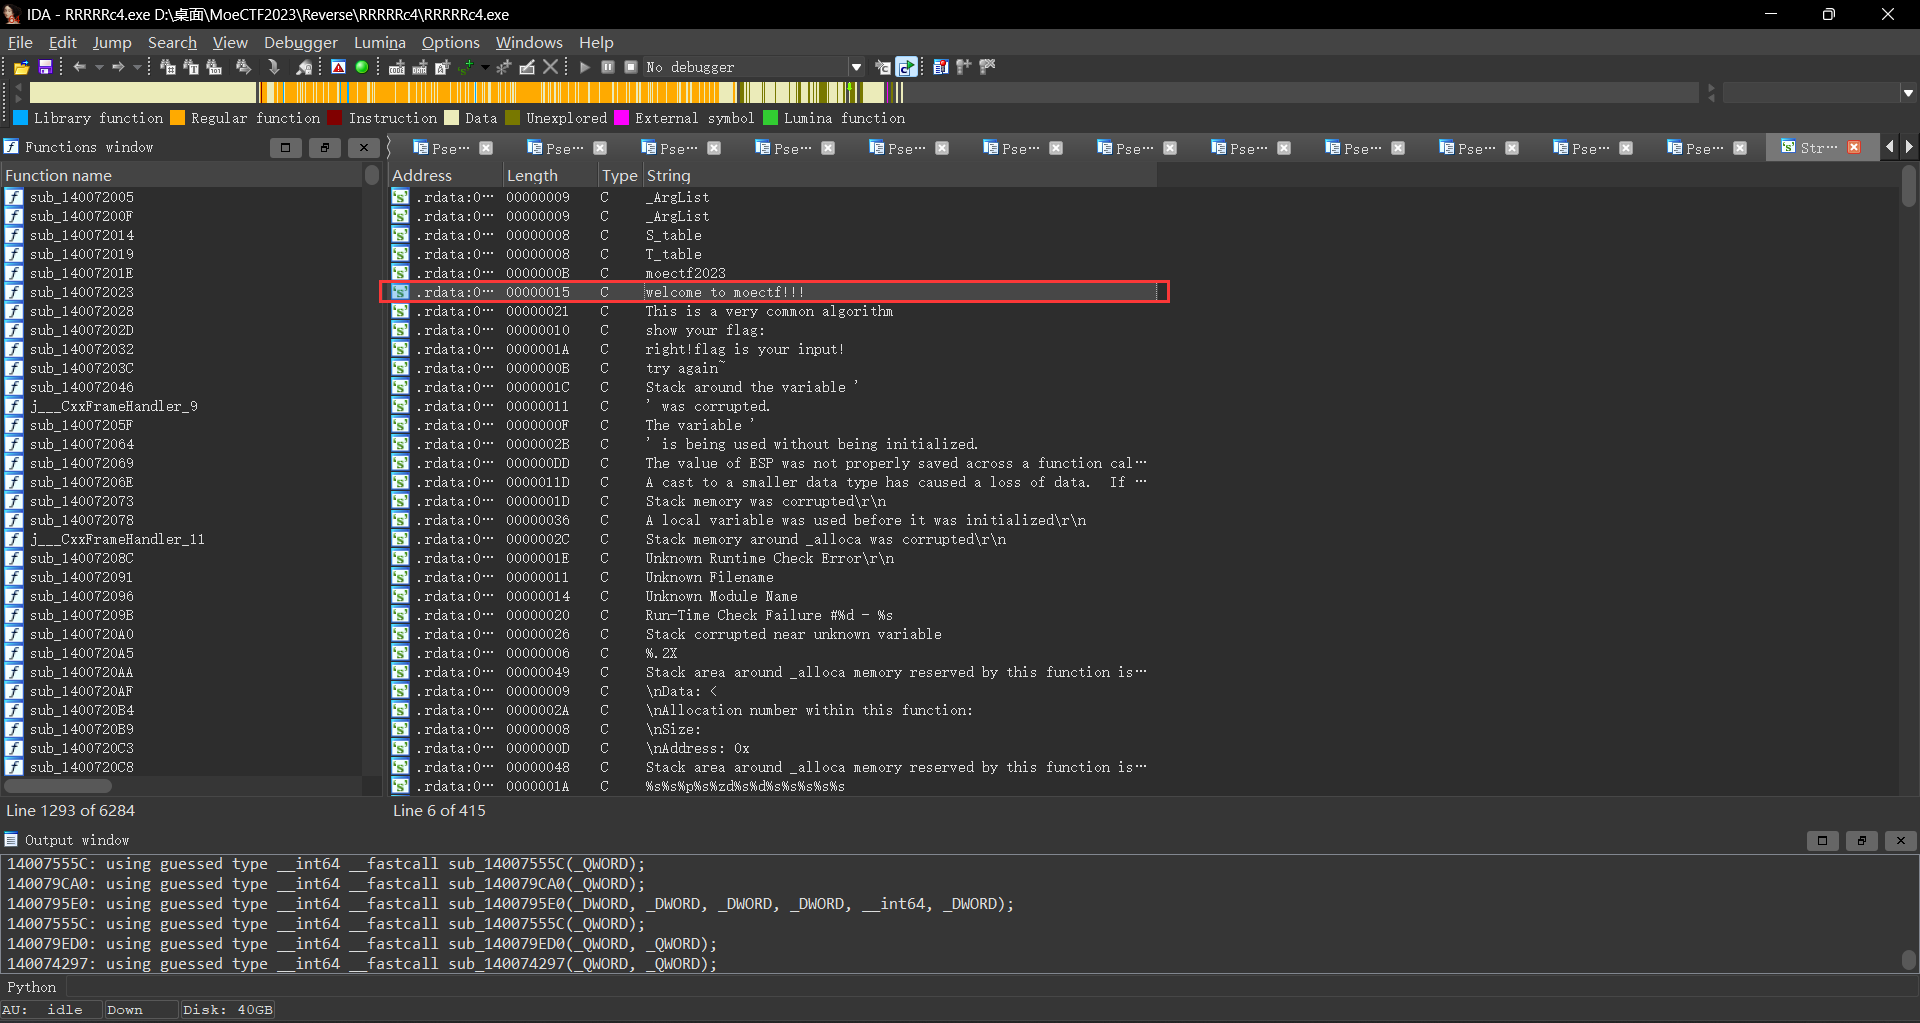 IDA - RRRRRc4.exe D:\桌面\MoeCTF2023\Reverse\RRRRRc4\RRRRRc4.exe
File Edit Jump Search View Debugger Lumina Options Windows Help
No debugger
Library function Regular function Instruction Data Unexplored External symbol Lumina function
Functions window
Pse··· Pse··· Pse··· Pse··· Pse··· Pse··· Pse··· Pse··· Pse··· Pse··· Pse··· Pse··· Str···
Function name
sub_140072005
sub_14007200F
sub_140072014
sub_140072019
sub_14007201E
sub_140072023
sub_140072028
sub_14007202D
sub_140072032
sub_14007203C
sub_140072046
j___CxxFrameHandler_9
sub_14007205F
sub_140072064
sub_140072069
sub_14007206E
sub_140072073
sub_140072078
j___CxxFrameHandler_11
sub_14007208C
sub_140072091
sub_140072096
sub_14007209B
sub_1400720A0
sub_1400720A5
sub_1400720AA
sub_1400720AF
sub_1400720B4
sub_1400720B9
sub_1400720C3
sub_1400720C8
Line 1293 of 6284
Address Length Type String
.rdata:0··· 00000009 C _ArgList
.rdata:0··· 00000009 C _ArgList
.rdata:0··· 00000008 C S_table
.rdata:0··· 00000008 C T_table
.rdata:0··· 0000000B C moectf2023
.rdata:0··· 00000015 C welcome to moectf!!!
.rdata:0··· 00000021 C This is a very common algorithm
.rdata:0··· 00000010 C show your flag:
.rdata:0··· 0000001A C right!flag is your input!
.rdata:0··· 0000000B C try again~
.rdata:0··· 0000001C C Stack around the variable '
.rdata:0··· 00000011 C ' was corrupted.
.rdata:0··· 0000000F C The variable '
.rdata:0··· 0000002B C ' is being used without being initialized.
.rdata:0··· 000000DD C The value of ESP was not properly saved across a function cal···
.rdata:0··· 0000011D C A cast to a smaller data type has caused a loss of data.  If ···
.rdata:0··· 0000001D C Stack memory was corrupted\r\n
.rdata:0··· 00000036 C A local variable was used before it was initialized\r\n
.rdata:0··· 0000002C C Stack memory around _alloca was corrupted\r\n
.rdata:0··· 0000001E C Unknown Runtime Check Error\r\n
.rdata:0··· 00000011 C Unknown Filename
.rdata:0··· 00000014 C Unknown Module Name
.rdata:0··· 00000020 C Run-Time Check Failure #%d - %s
.rdata:0··· 00000026 C Stack corrupted near unknown variable
.rdata:0··· 00000006 C %.2X
.rdata:0··· 00000049 C Stack area around _alloca memory reserved by this function is···
.rdata:0··· 00000009 C \nData: <
.rdata:0··· 0000002A C \nAllocation number within this function:
.rdata:0··· 00000008 C \nSize:
.rdata:0··· 0000000D C \nAddress: 0x
.rdata:0··· 00000048 C Stack area around _alloca memory reserved by this function is···
.rdata:0··· 0000001A C %s%s%p%s%zd%s%d%s%s%s%s%s
Line 6 of 415
Output window
14007555C: using guessed type __int64 __fastcall sub_14007555C(_QWORD);
140079CA0: using guessed type __int64 __fastcall sub_140079CA0(_QWORD);
1400795E0: using guessed type __int64 __fastcall sub_1400795E0(_DWORD, _DWORD, _DWORD, _DWORD, __int64, _DWORD);
14007555C: using guessed type __int64 __fastcall sub_14007555C(_QWORD);
140079ED0: using guessed type __int64 __fastcall sub_140079ED0(_QWORD, _QWORD);
140074297: using guessed type __int64 __fastcall sub_140074297(_QWORD, _QWORD);
Python
AU: idle Down Disk: 40GB